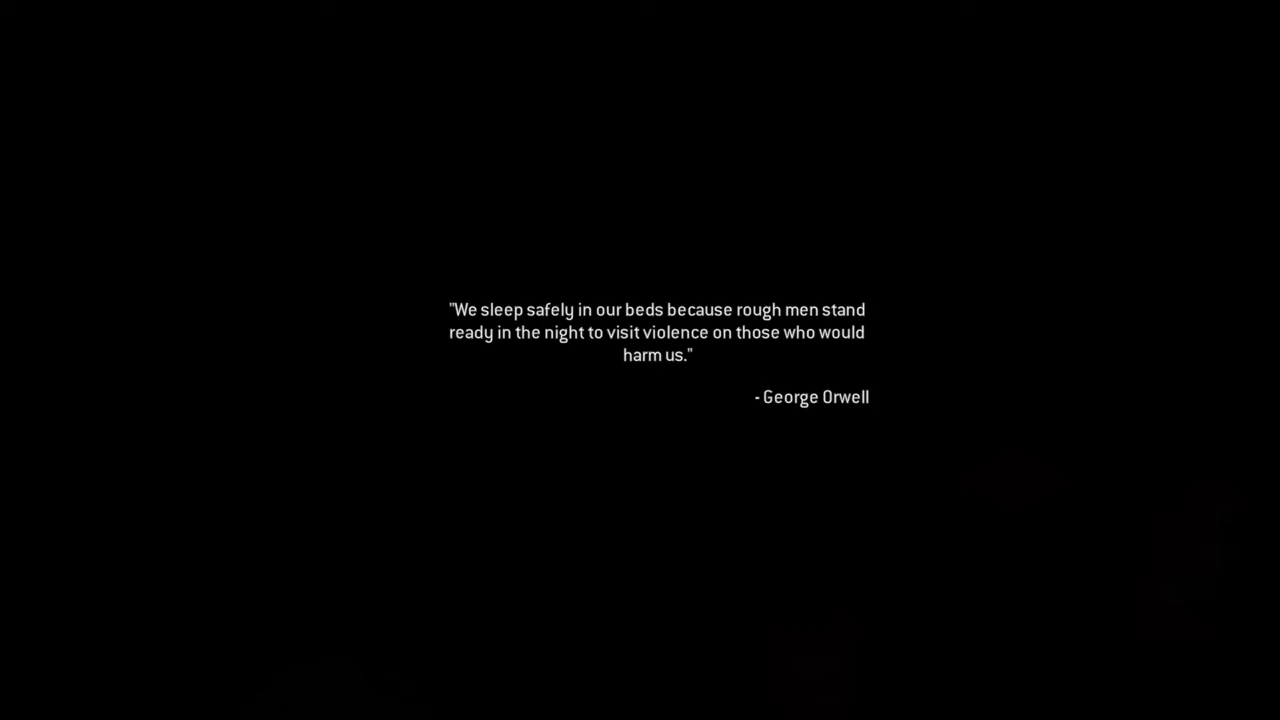 "We sleep safely in our beds because rough men stand
ready in the night to visit violence on those who would
harm us."
- George Orwell